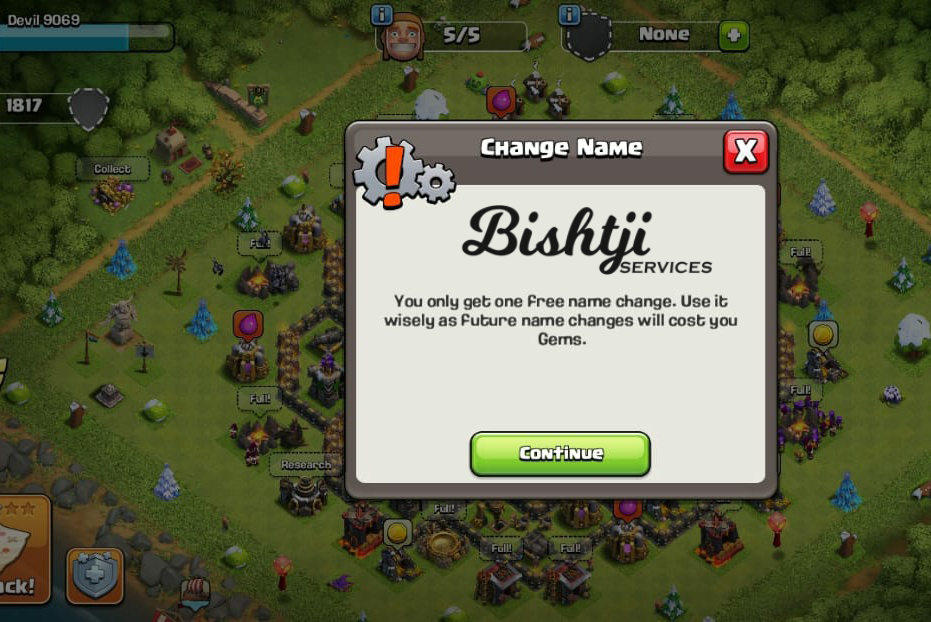 Devil 9069
5/5
None
1817
Change Name
X
Collect
Bishtji
SERVICES
Full!
Full!
You only get one free name change. Use it
wisely as future name changes will cost you
Gems.
Full!
Full!
Continue
Research
Full!
Full!
Full!
ack!